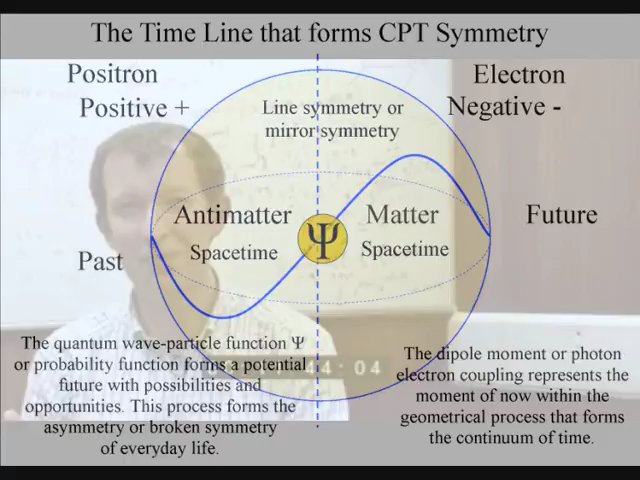 The Time Line that forms CPT Symmetry
Positron
Positive +
Electron
Negative -
Line symmetry or
mirror symmetry
Antimatter
Spacetime
Ψ
Matter
Spacetime
Past
Future
The quantum wave-particle function Ψ
or probability function forms a potential
future with possibilities and
opportunities. This process forms the
asymmetry or broken symmetry
of everyday life.
4:04
The dipole moment or photon
electron coupling represents the
moment of now within the
geometrical process that forms
the continuum of time.